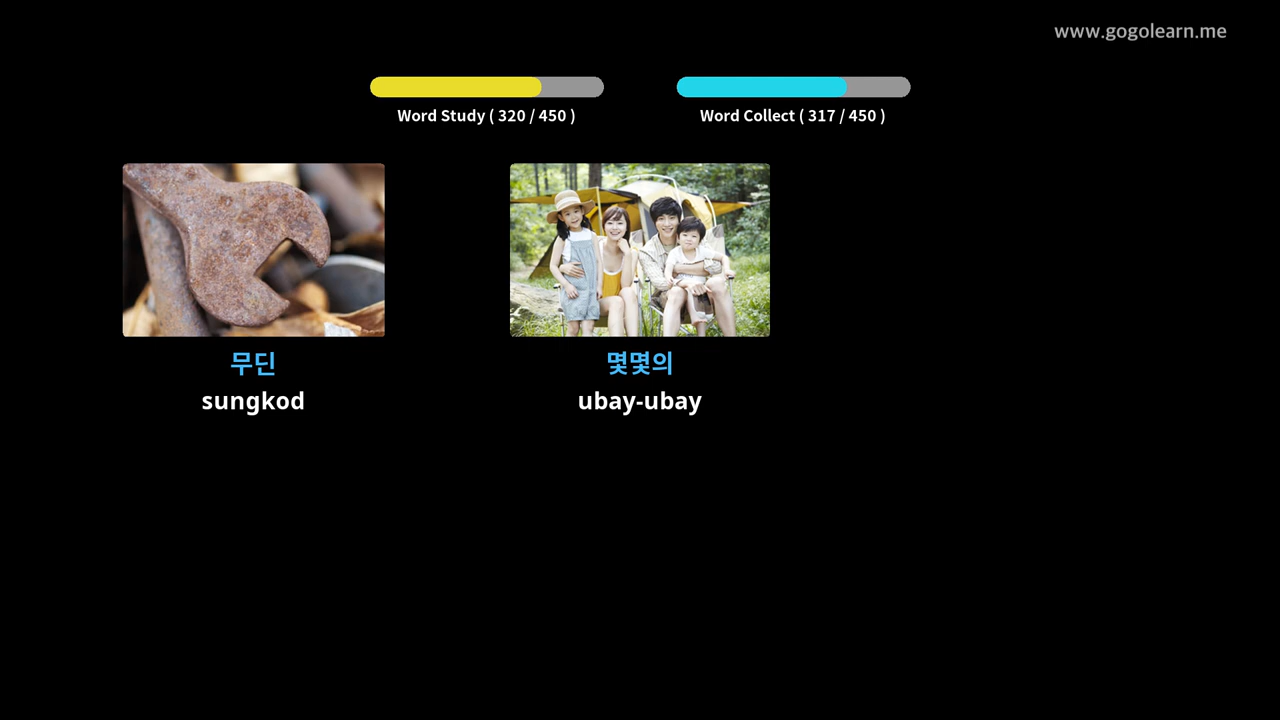 www.gogolearn.me
Word Study ( 320 / 450 )
Word Collect ( 317 / 450 )
무딘
몇몇의
sungkod
ubay-ubay